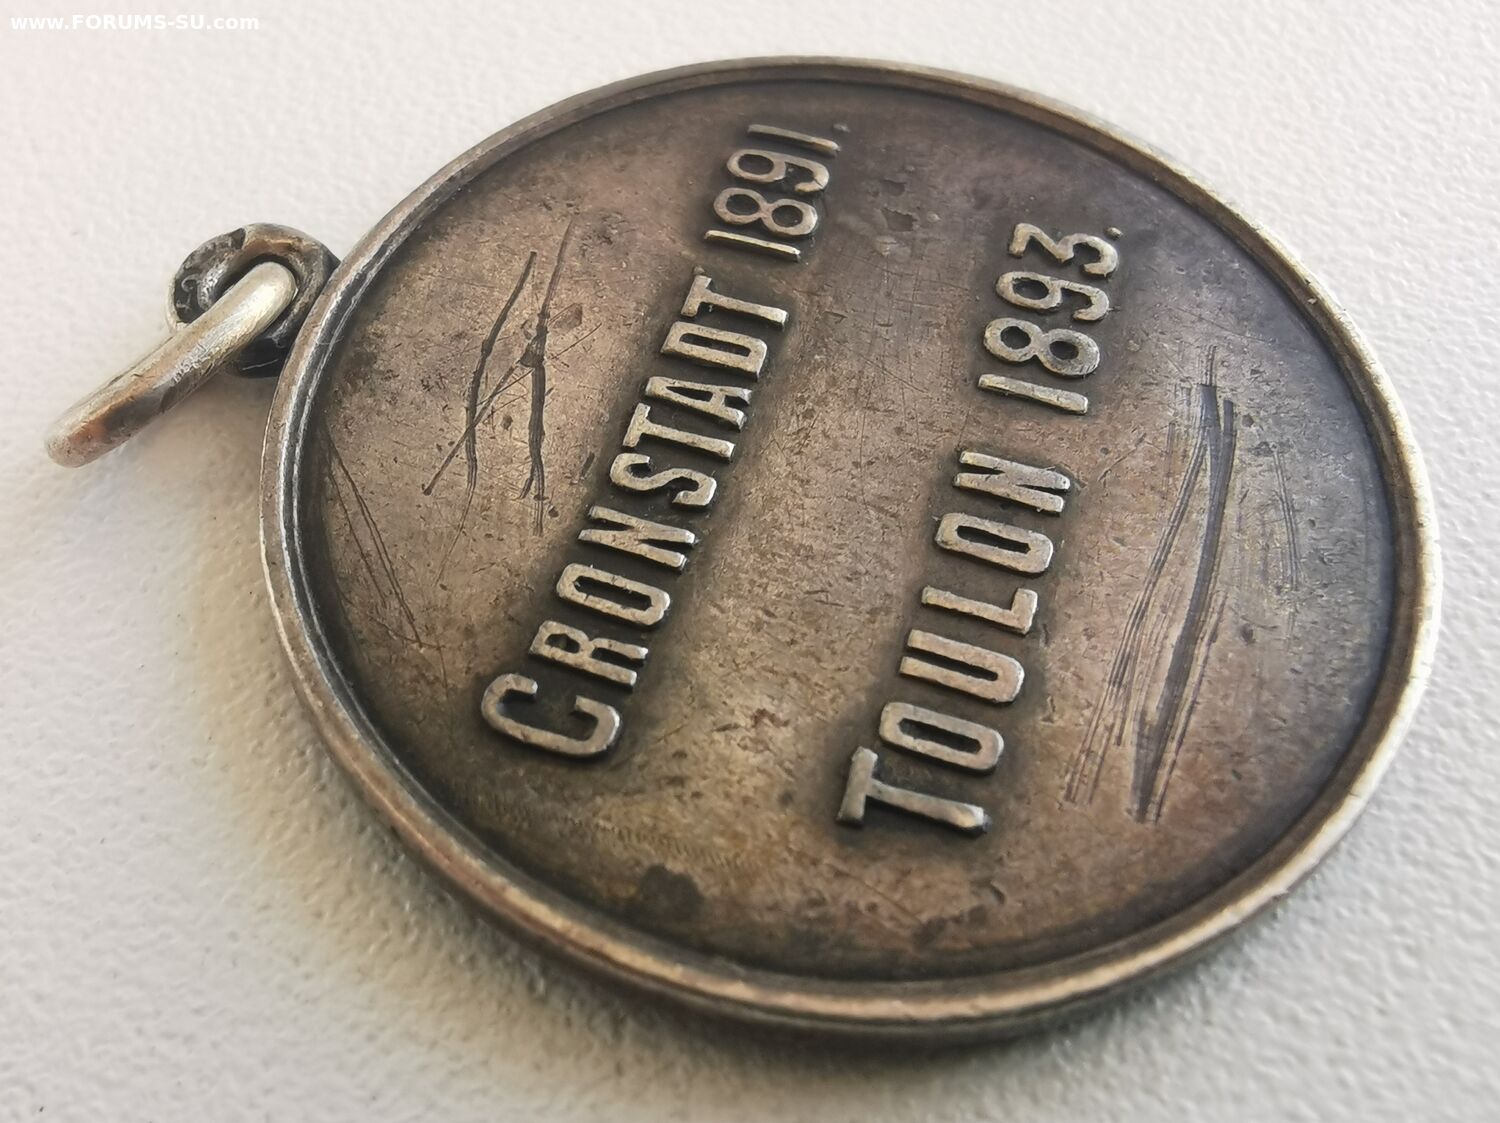 www.FORUMS-SU.com
CRONSTADT 1891.
TOULON 1893.